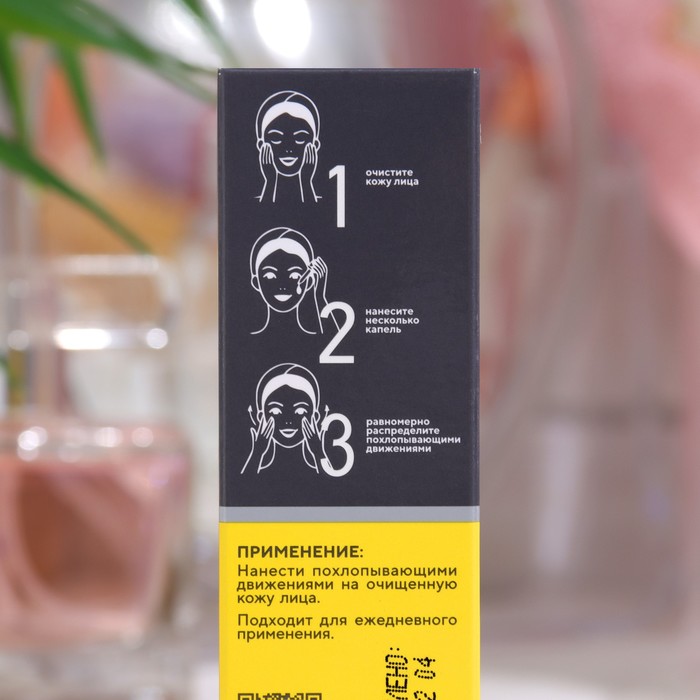 1
очистите
кожу лица
2
нанесите
несколько
капель
3
равномерно
распределите
похлопывающими
движениями
ПРИМЕНЕНИЕ:
Нанести похлопывающими
движениями на очищенную
кожу лица.
Подходит для ежедневного
применения.